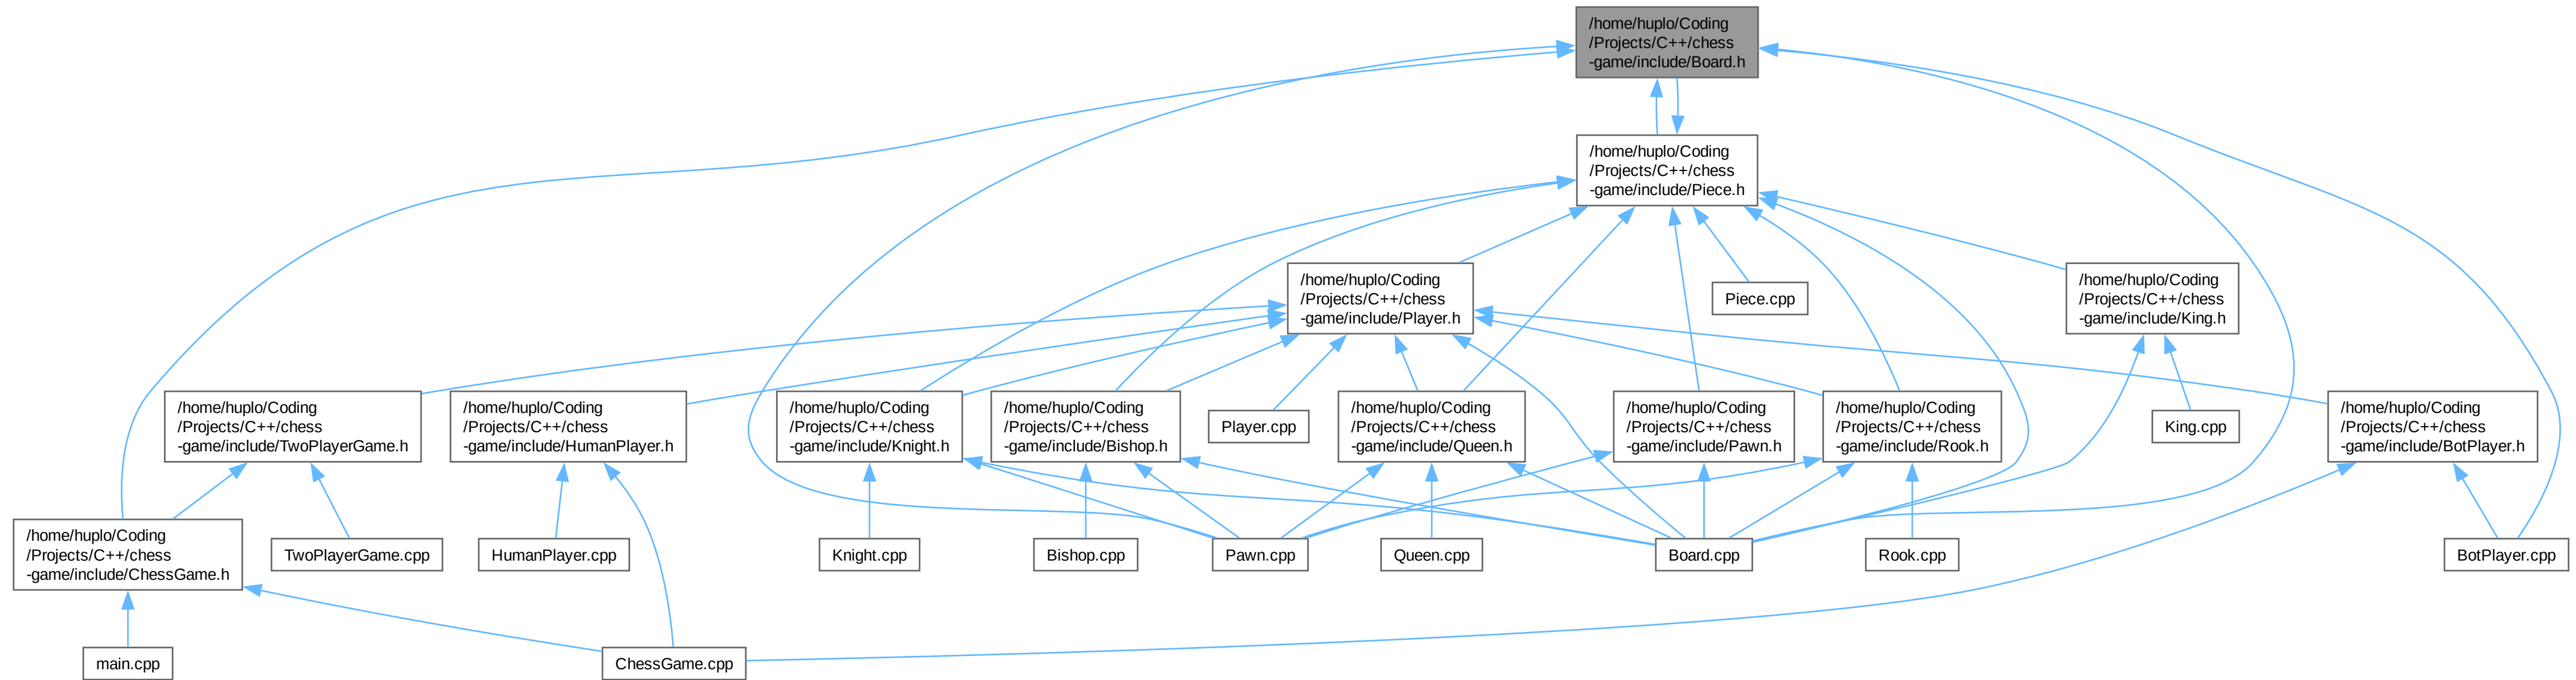 /home/huplo/Coding
/Projects/C++/chess
-game/include/Board.h
/home/huplo/Coding
/Projects/C++/chess
-game/include/Piece.h
/home/huplo/Coding
/Projects/C++/chess
-game/include/Player.h
Piece.cpp
/home/huplo/Coding
/Projects/C++/chess
-game/include/King.h
/home/huplo/Coding
/Projects/C++/chess
-game/include/TwoPlayerGame.h
/home/huplo/Coding
/Projects/C++/chess
-game/include/HumanPlayer.h
/home/huplo/Coding
/Projects/C++/chess
-game/include/Knight.h
/home/huplo/Coding
/Projects/C++/chess
-game/include/Bishop.h
Player.cpp
/home/huplo/Coding
/Projects/C++/chess
-game/include/Queen.h
/home/huplo/Coding
/Projects/C++/chess
-game/include/Pawn.h
/home/huplo/Coding
/Projects/C++/chess
-game/include/Rook.h
King.cpp
/home/huplo/Coding
/Projects/C++/chess
-game/include/BotPlayer.h
/home/huplo/Coding
/Projects/C++/chess
-game/include/ChessGame.h
TwoPlayerGame.cpp
HumanPlayer.cpp
Knight.cpp
Bishop.cpp
Pawn.cpp
Queen.cpp
Board.cpp
Rook.cpp
BotPlayer.cpp
main.cpp
ChessGame.cpp